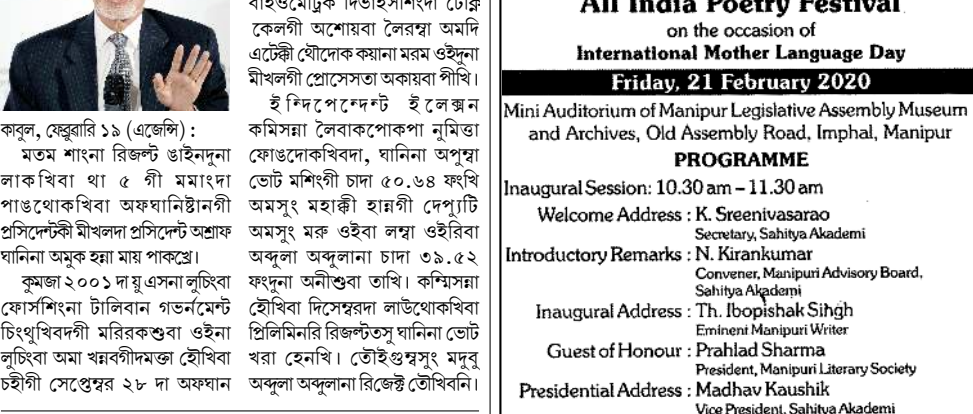 কাবুল, ফেব্রুৱারি ১৯ (এজেন্সি) :
মতম শাংনা রিজল্ট ঙাইনদুনা
লাকখিবা থা ৫ গী মমাংদা
পাঙথোকখিবা অফঘানিষ্টানগী
প্রসিদেন্টকী মীখলদা প্রসিদেন্ট অশ্রাফ
ঘানিনা অমুক হন্না মায় পাকখ্রে।
কুমজা ২০০১ দা য়ু এসনা লুচিংবা
ফোর্সশিংনা টালিবান গভর্নমেন্ট
চিংথুখিবদগী মরিরকশুবা ওইনা
লুচিংবা অমা খন্নবগীদমক্তা হৌখিবা
চহীগী সেপ্তেম্বর ২৮ দা অফঘান
বাইওমেট্রিক দিভাইসশিংদা টেক্নি
কেলগী অশোয়বা লৈরম্বা অমদি
এটেক্কী থৌদোক কয়ানা মরম ওইদুনা
মীখলগী প্রোসেসতা অকায়বা পীখি।
ইন্দিপেন্দেন্ট ইলেক্সন
কমিসন্না লৈবাকপোকপা নুমিত্তা
ফোঙদোকখিবদা, ঘানিনা অপুম্বা
ভোট মশিংগী চাদা ৫০.৬৪ ফংখি
অমসুং মহাক্কী হান্নগী দেপ্যুটি
অমসুং মরু ওইবা লম্বা ওইরিবা
অব্দুলা অব্দুলানা চাদা ৩৯.৫২
ফংদুনা অনীশুবা তাখি। কম্মিসন্না
হৌখিবা দিসেম্বরদা লাউথোকখিবা
প্রিলিমিনরি রিজল্টতসু ঘানিনা ভোট
খরা হেনখি। তৌইগুম্বসুং মদুবু
অব্দুলা অব্দুলানা রিজেক্ট তৌখিবনি।
All India Poetry Festival
on the occasion of
International Mother Language Day
Friday, 21 February 2020
Mini Auditorium of Manipur Legislative Assembly Museum
and Archives, Old Assembly Road, Imphal, Manipur
PROGRAMME
Inaugural Session: 10.30 am – 11.30 am
Welcome Address : K. Sreenivasarao
Secretary, Sahitya Akademi
Introductory Remarks : N. Kirankumar
Convener, Manipuri Advisory Board,
Sahitya Akademi
Inaugural Address : Th. Ibopishak Singh
Eminent Manipuri Writer
Guest of Honour : Prahlad Sharma
President, Manipuri Literary Society
Presidential Address : Madhav Kaushik
Vice President, Sahitya Akademi